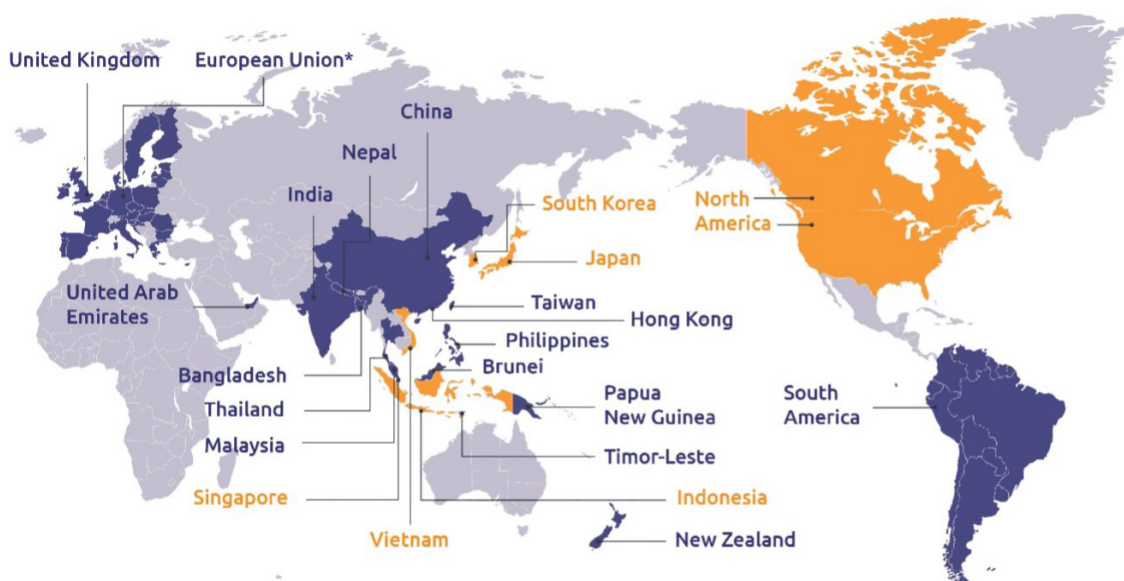 United Kingdom
European Union*
China
Nepal
India
South Korea
North
America
Japan
United Arab
Emirates
Taiwan
Hong Kong
Philippines
Brunei
Bangladesh
Thailand
Malaysia
Papua
New Guinea
South
America
Timor-Leste
Singapore
Indonesia
Vietnam
New Zealand